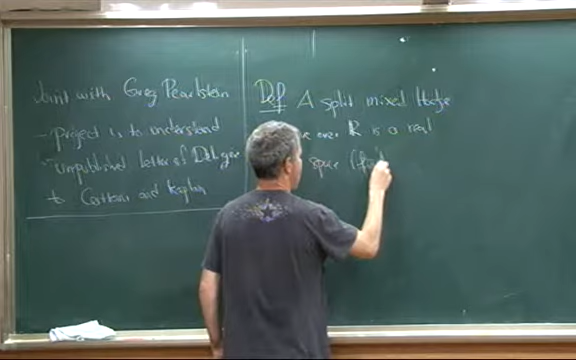 Joint with Greg Pearlstein
- project is to understand
unpublished letter of Deligne
to Cattani and Kaplan
Def A split mixed Hodge
over R is a real
space (